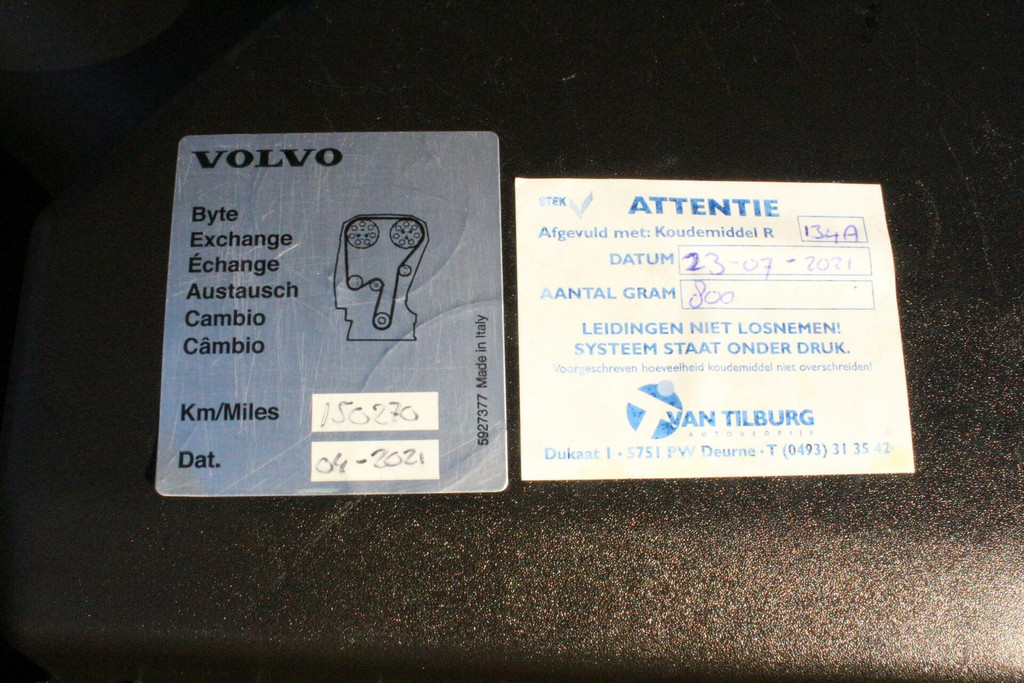 VOLVO
Byte
Exchange
Échange
Austausch
Cambio
Câmbio
Km/Miles 150270
Dat. 04-2021
5927377 Made in Italy
STEK ATTENTIE
Afgevuld met: Koudemiddel R 134A
DATUM 23-07-2021
AANTAL GRAM 800
LEIDINGEN NIET LOSNEMEN!
SYSTEEM STAAT ONDER DRUK.
Voorgeschreven hoeveelheid koudemiddel niet overschreiden!
VAN TILBURG
AUTOBEDRIJF
Dukaat 1 • 5751 PW Deurne • T (0493) 31 35 42